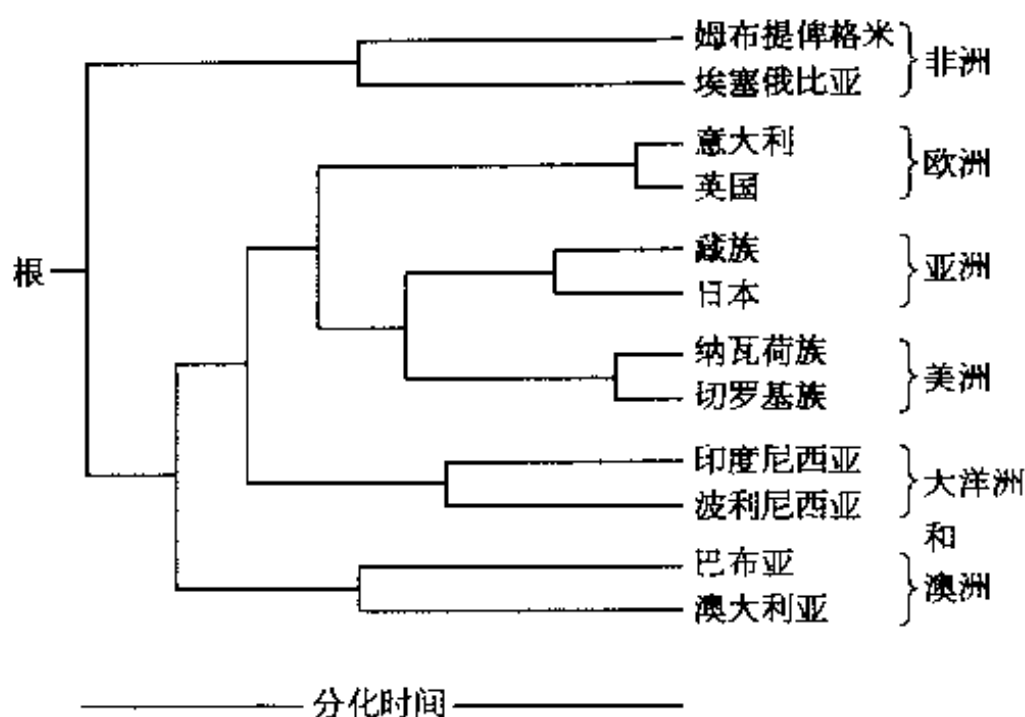 姆布提俾格米
非洲
埃塞俄比亚
意大利
欧洲
英国
藏族
亚洲
根
日本
纳瓦荷族
美洲
切罗基族
印度尼西亚
大洋洲
波利尼西亚
和
巴布亚
澳洲
澳大利亚
分化时间